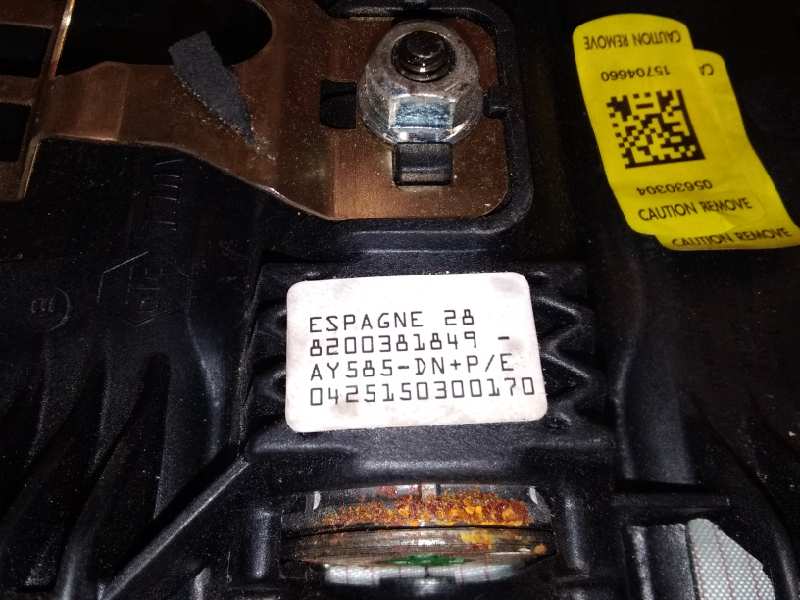 CAUTION REMOVE
15704660
05630304
CAUTION REMOVE
CAUTION REMOVE
ESPAGNE 28
8200381849 -
AY585-DN+P/E
0425150300170